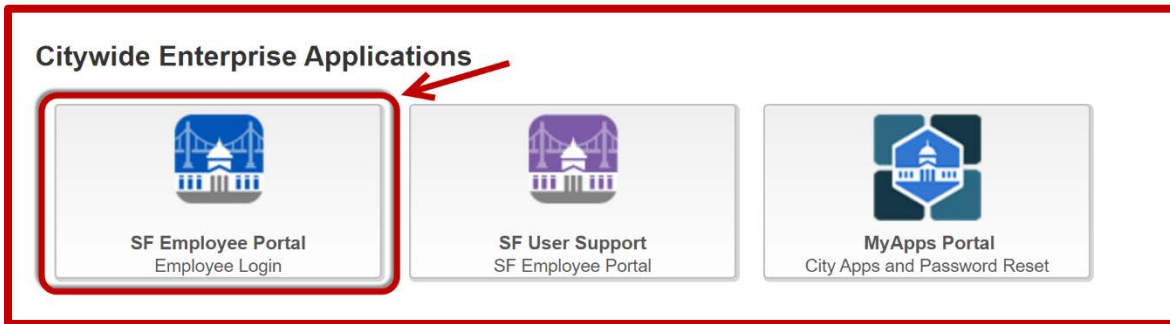 Citywide Enterprise Applications
SF Employee Portal
Employee Login
SF User Support
SF Employee Portal
MyApps Portal
City Apps and Password Reset